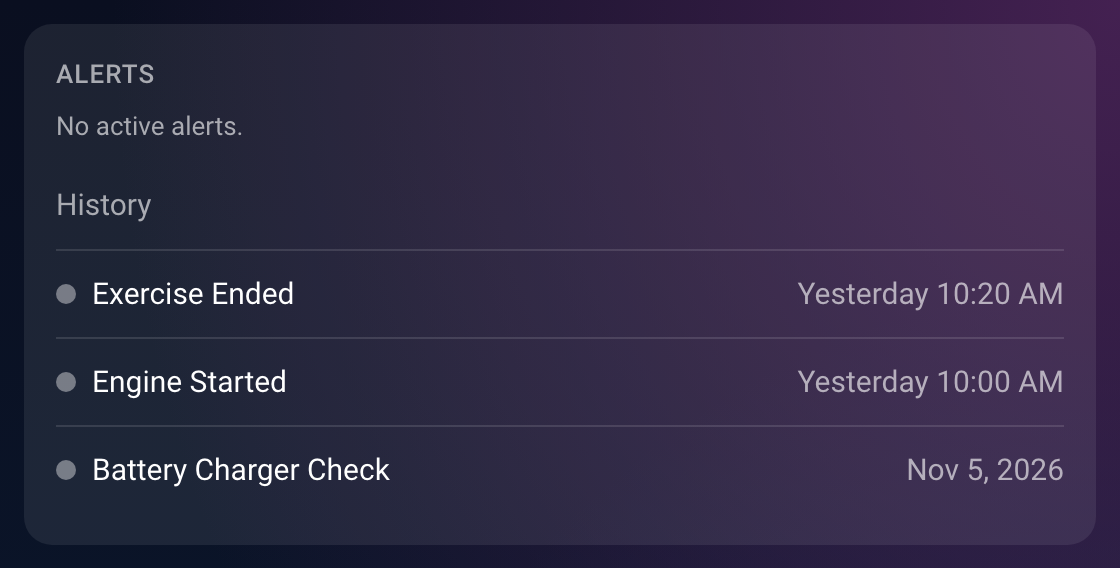 ALERTS
No active alerts.
History
Exercise Ended Yesterday 10:20 AM
Engine Started Yesterday 10:00 AM
Battery Charger Check Nov 5, 2026